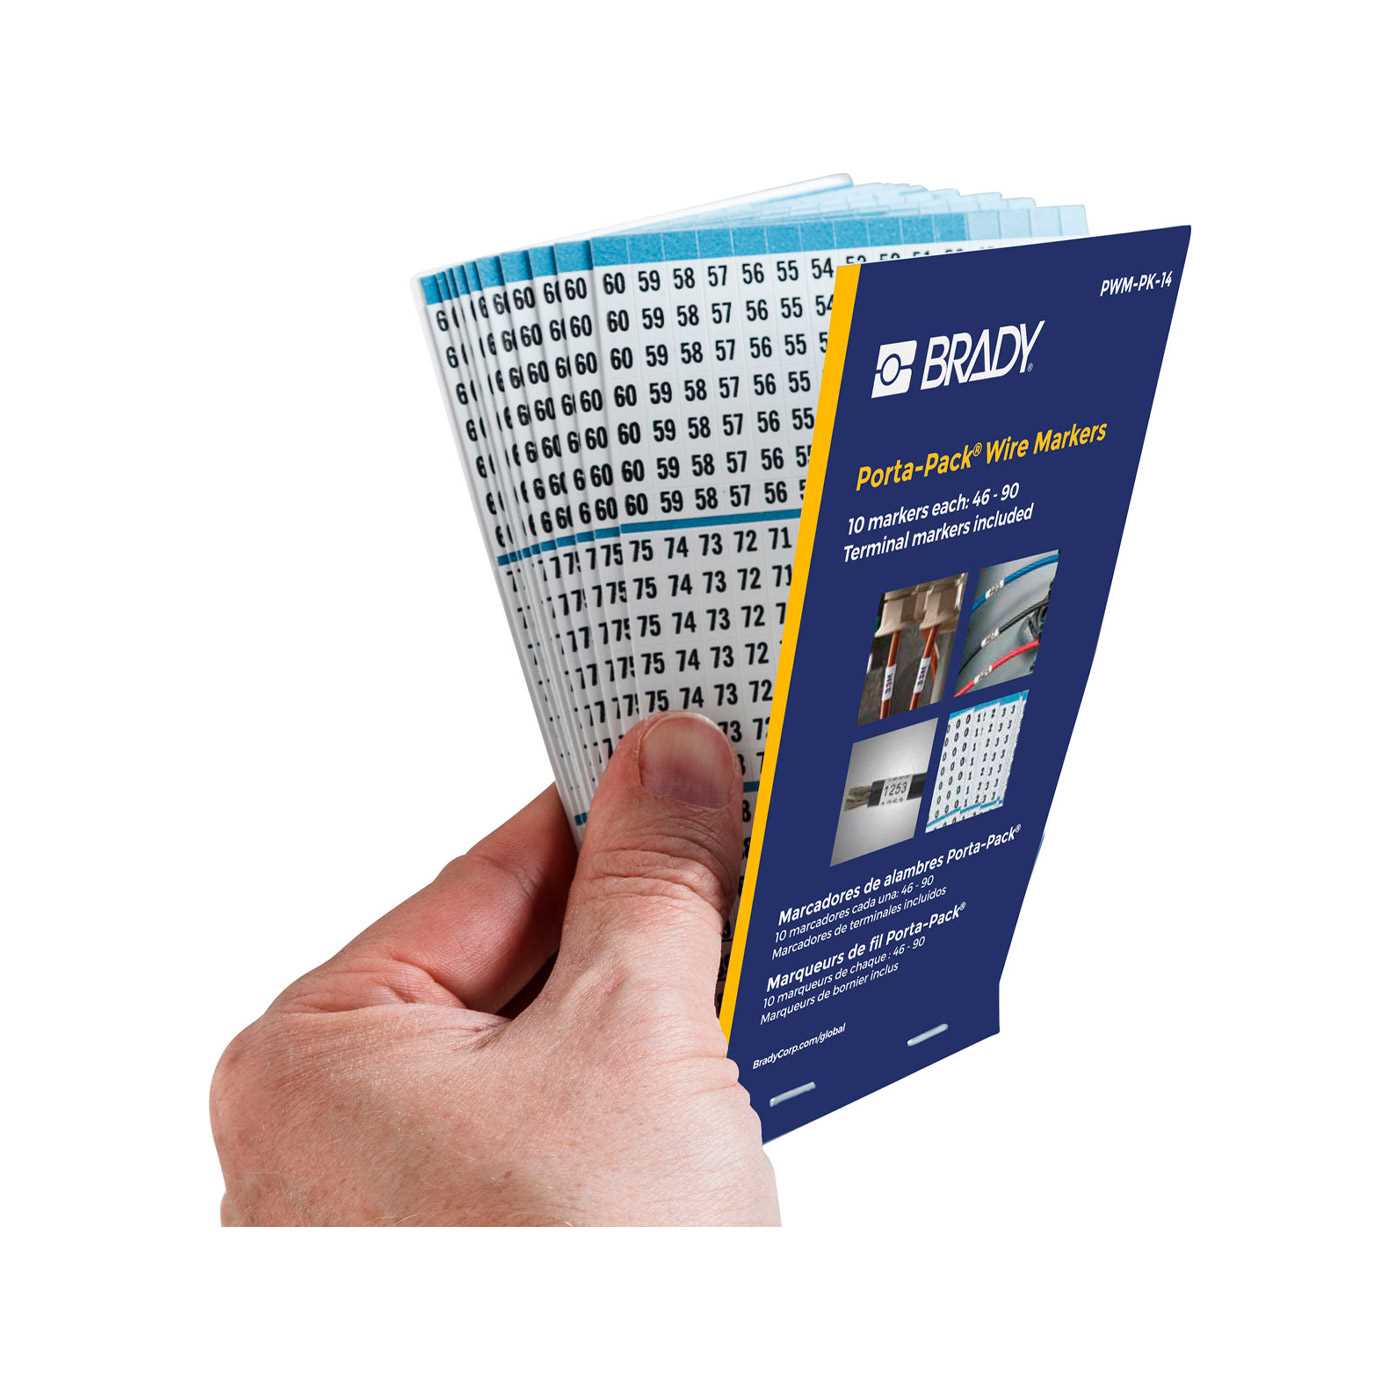 PWM-PK-14
BRADY®
Porta-Pack® Wire Markers
10 markers each: 46 - 90
Terminal markers included
33M 33M
1253
Marcadores de alambres Porta-Pack®
10 marcadores cada una: 46 - 90
Marcadores de terminales incluidos
Marqueurs de fil Porta-Pack®
10 marqueurs de chaque : 46 - 90
Marqueurs de bornier inclus
BradyCorp.com/global
60 59 58 57 56 55 54
60 59 58 57 56 55
60 59 58 57 56 55
60 59 58 57 56 55
60 59 58 57 56 55
60 59 58 57 56
60 59 58 57 56
75 74 73 72 71
75 74 73 72 71
75 74 73 72
75 74 73 72
75 74 73 72
73